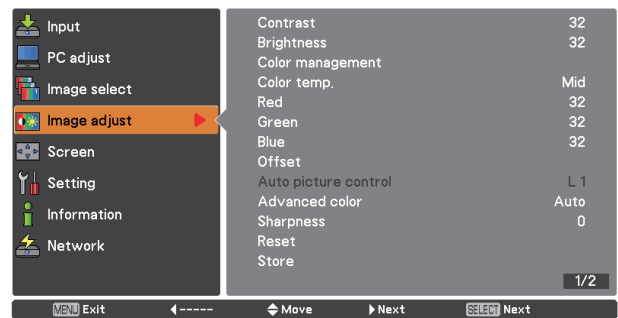 Input
PC adjust
Image select
Image adjust
Screen
Setting
Information
Network
Contrast 32
Brightness 32
Color management
Color temp. Mid
Red 32
Green 32
Blue 32
Offset
Auto picture control L 1
Advanced color Auto
Sharpness 0
Reset
Store
1/2
MENU Exit ◀----- Move Next SELECT Next